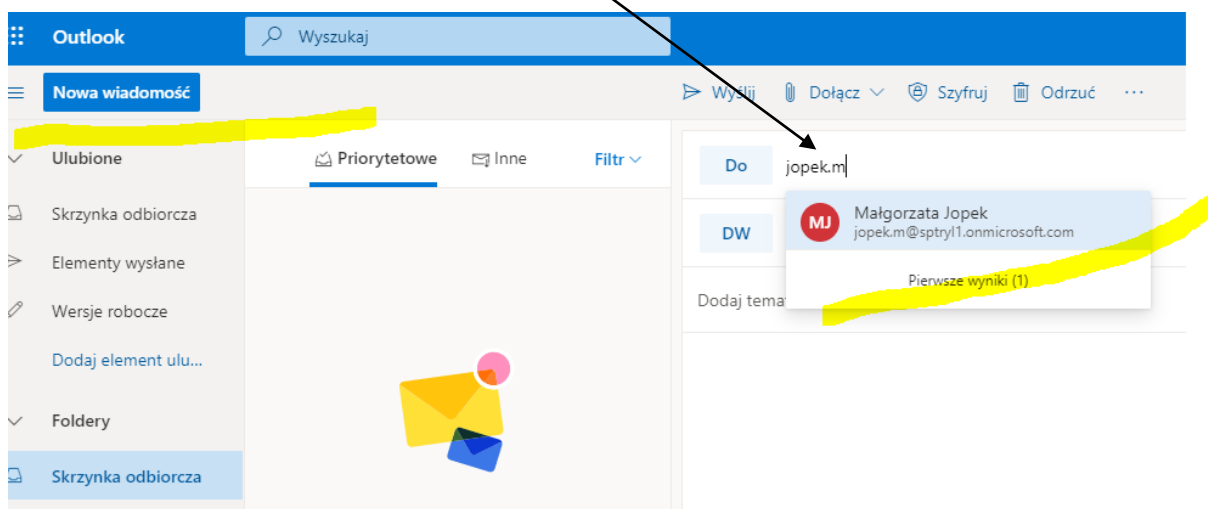 Outlook
Wyszukaj
Nowa wiadomość
Wyślij Dołącz Szyfruj Odrzuć ...
Ulubione
Priorytetowe Inne Filtr
Do jopek.m
Skrzynka odbiorcza
MJ Małgorzata Jopek
jopek.m@sptryl1.onmicrosoft.com
DW
Elementy wysłane
Pierwsze wyniki (1)
Wersje robocze
Dodaj tema
Dodaj element ulu...
Foldery
Skrzynka odbiorcza